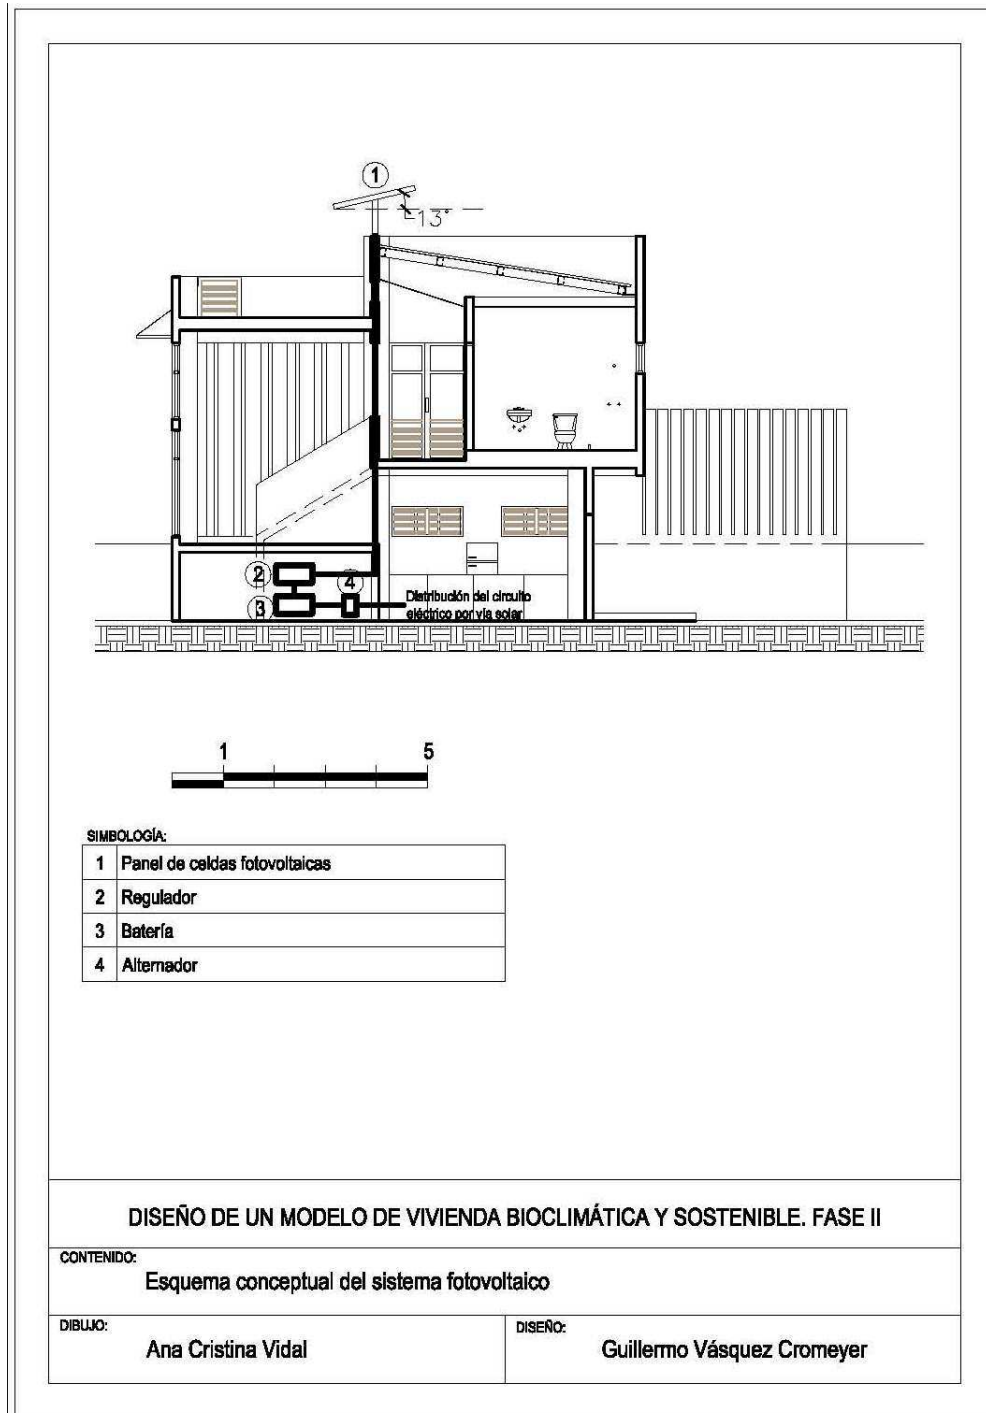 1
13°
2
4
3
Distribución del circuito
eléctrico por vía solar
1 5
SIMBOLOGÍA:
1 Panel de celdas fotovoltaicas
2 Regulador
3 Batería
4 Alternador
DISEÑO DE UN MODELO DE VIVIENDA BIOCLIMÁTICA Y SOSTENIBLE. FASE II
CONTENIDO:
Esquema conceptual del sistema fotovoltaico
DIBUJO:
Ana Cristina Vidal
DISEÑO:
Guillermo Vásquez Cromeyer